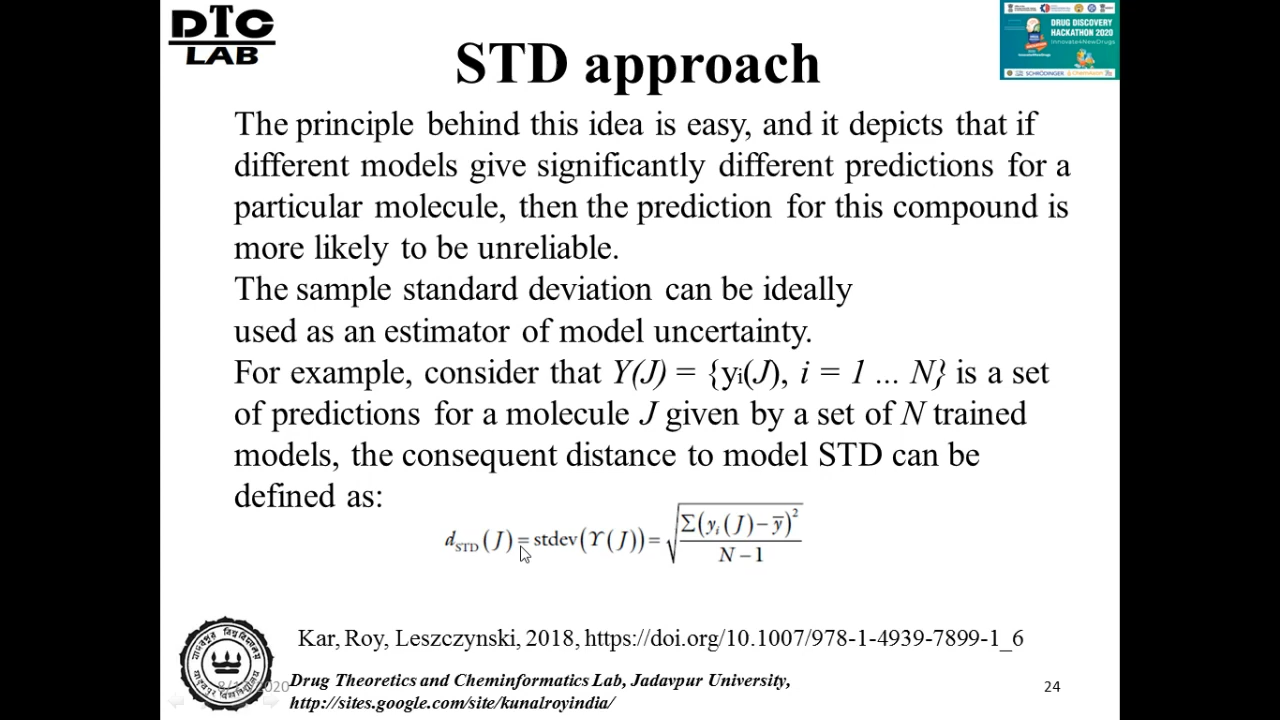 DTC
LAB
DRUG DISCOVERY
HACKATHON 2020
Innovate4NewDrugs
SCHRÖDINGER
STD approach
The principle behind this idea is easy, and it depicts that if
different models give significantly different predictions for a
particular molecule, then the prediction for this compound is
more likely to be unreliable.
The sample standard deviation can be ideally
used as an estimator of model uncertainty.
For example, consider that Y(J) = {yi(J), i = 1 ... N} is a set
of predictions for a molecule J given by a set of N trained
models, the consequent distance to model STD can be
defined as:
d_STD (J) = stdev(ϒ(J)) = √(Σ(y_i (J) − ȳ)² / (N − 1))
Kar, Roy, Leszczynski, 2018, https://doi.org/10.1007/978-1-4939-7899-1_6
Drug Theoretics and Cheminformatics Lab, Jadavpur University,
http://sites.google.com/site/kunalroyindia/
24